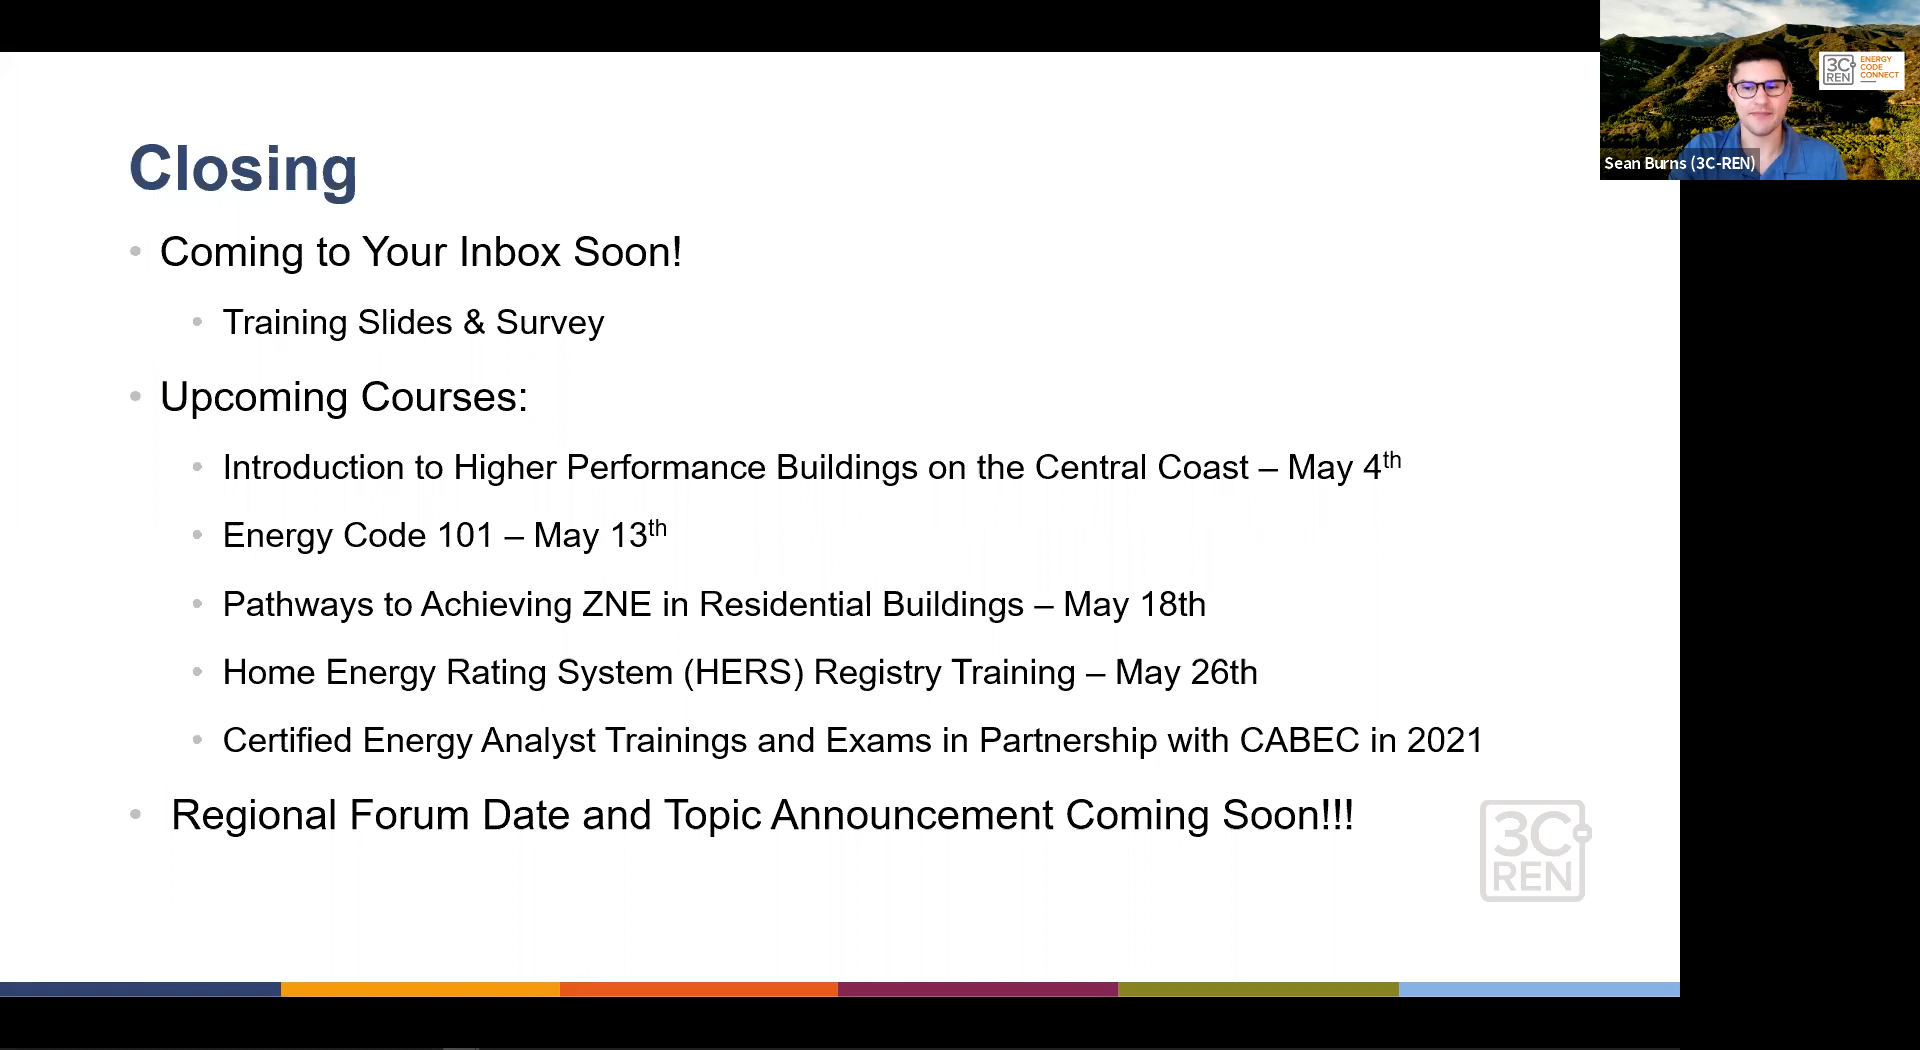 Closing
• Coming to Your Inbox Soon!
• Training Slides & Survey
• Upcoming Courses:
• Introduction to Higher Performance Buildings on the Central Coast – May 4th
• Energy Code 101 – May 13th
• Pathways to Achieving ZNE in Residential Buildings – May 18th
• Home Energy Rating System (HERS) Registry Training – May 26th
• Certified Energy Analyst Trainings and Exams in Partnership with CABEC in 2021
• Regional Forum Date and Topic Announcement Coming Soon!!!
3C
REN
3C
REN
ENERGY
CODE
CONNECT
Sean Burns (3C-REN)